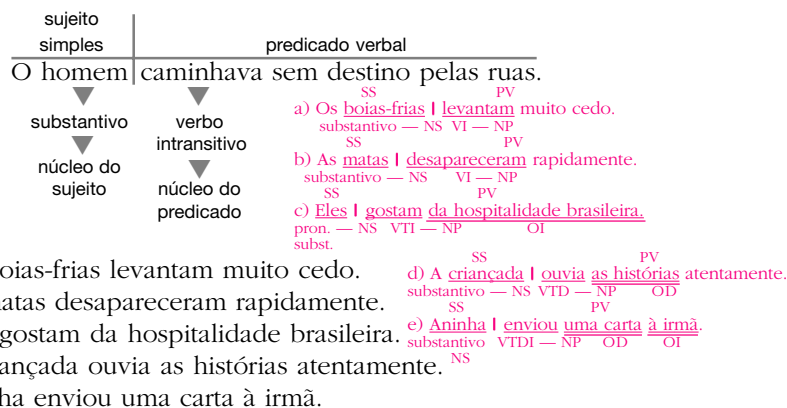 sujeito
simples predicado verbal
O homem caminhava sem destino pelas ruas.
substantivo verbo
intransitivo
núcleo do
sujeito núcleo do
predicado
SS PV
a) Os boias-frias | levantam muito cedo.
substantivo — NS VI — NP
SS PV
b) As matas | desapareceram rapidamente.
substantivo — NS VI — NP
SS PV
c) Eles | gostam da hospitalidade brasileira.
pron. — NS VTI — NP OI
subst.
SS PV
d) A criançada | ouvia as histórias atentamente.
substantivo — NS VTD — NP OD
SS PV
e) Aninha | enviou uma carta à irmã.
substantivo VTDI — NP OD OI
NS
oias-frias levantam muito cedo.
natas desapareceram rapidamente.
gostam da hospitalidade brasileira.
ançada ouvia as histórias atentamente.
ha enviou uma carta à irmã.